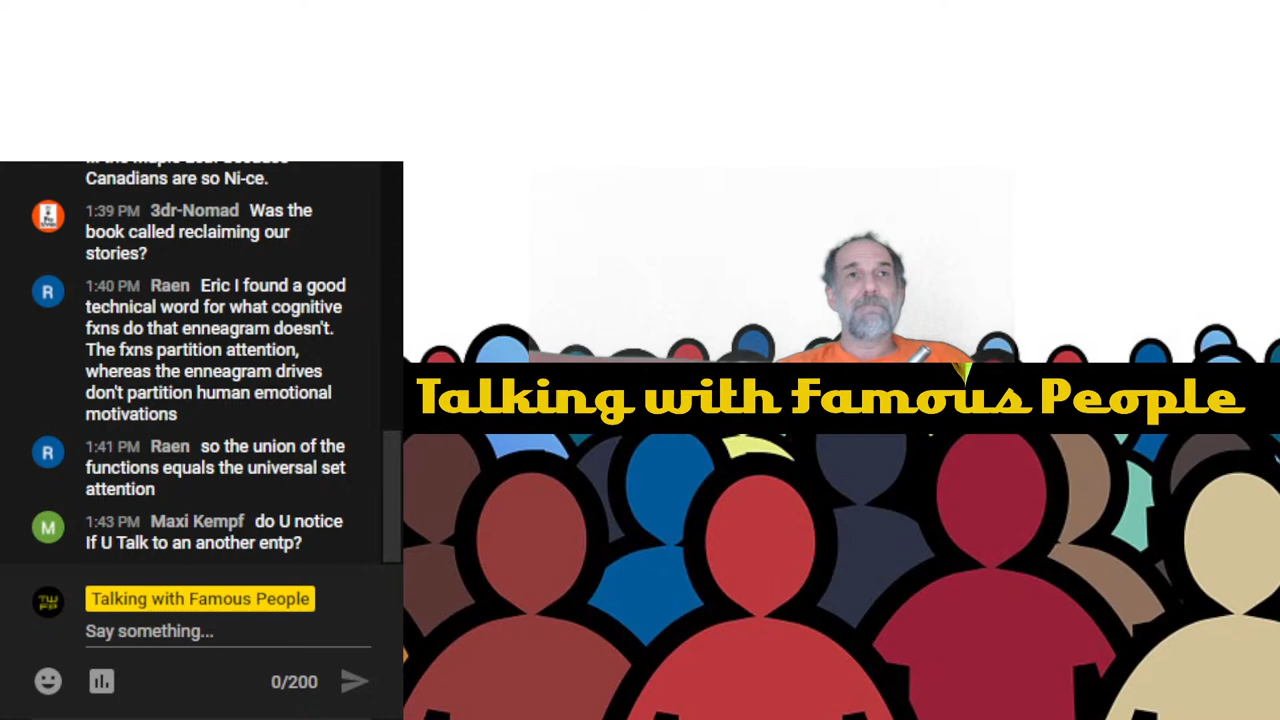 Canadians are so Ni-ce.
1:39 PM 3dr-Nomad Was the
book called reclaiming our
stories?
R
1:40 PM Raen Eric I found a good
technical word for what cognitive
fxns do that enneagram doesn't.
The fxns partition attention,
whereas the enneagram drives
don't partition human emotional
motivations
R
1:41 PM Raen so the union of the
functions equals the universal set
attention
M
1:43 PM Maxi Kempf do U notice
If U Talk to an another entp?
TW
FP
Talking with Famous People
Say something...
0/200
Talking with Famous People